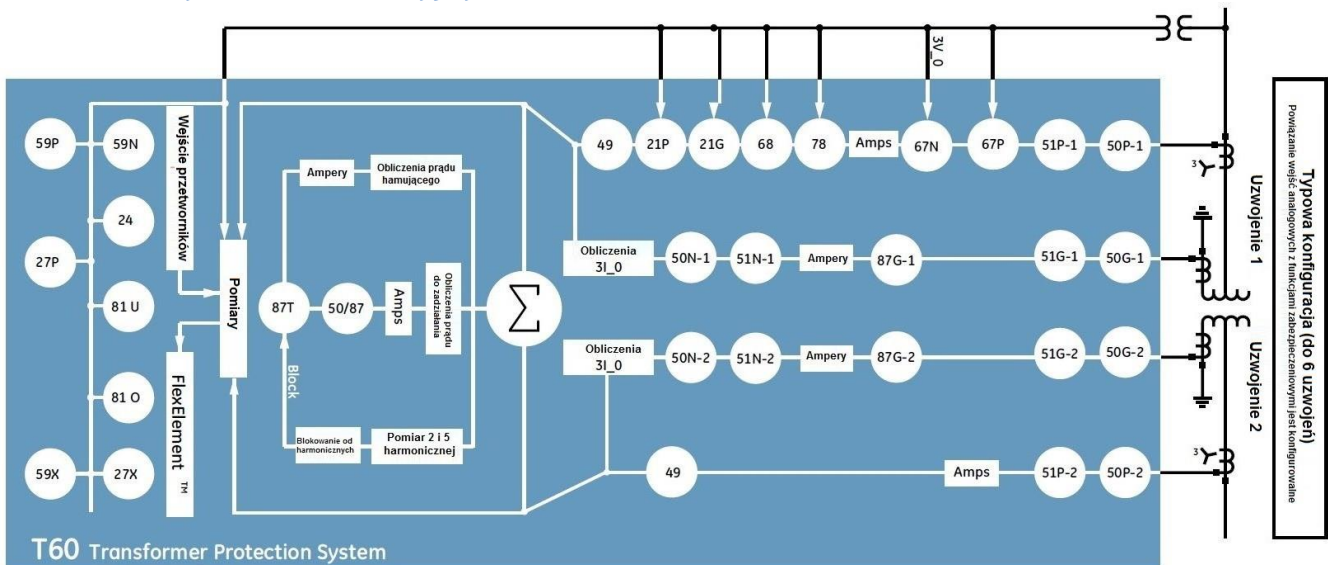 3V_0
59P
59N
24
27P
81 U
81 O
59X
27X
Wejście przetworników
Pomiary
FlexElement ™
Ampery
Obliczenia prądu
hamującego
87T
50/87
Amps
Obliczenia prądu
do zadziałania
Σ
Block
Blokowanie od
harmonicznych
Pomiar 2 i 5
harmonicznej
49
21P
21G
68
78
Amps
67N
67P
51P-1
50P-1
3
Obliczenia
3I_0
50N-1
51N-1
Ampery
87G-1
51G-1
50G-1
Uzwojenie 1
Obliczenia
3I_0
50N-2
51N-2
Ampery
87G-2
51G-2
50G-2
Uzwojenie 2
49
Amps
51P-2
50P-2
3
Typowa konfiguracja (do 6 uzwojeń)
Powiązanie wejść analogowych z funkcjami zabezpieczeniowymi jest konfigurowalne
T60 Transformer Protection System